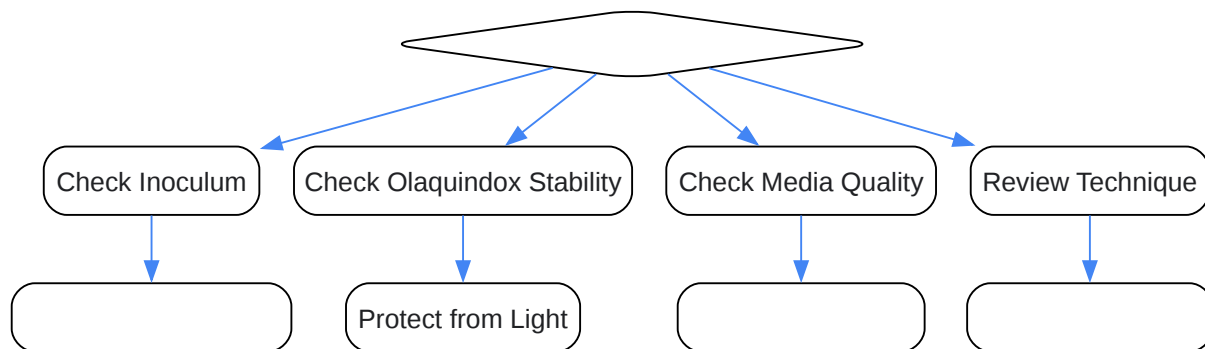 Check Inoculum
Check Olaquindox Stability
Check Media Quality
Review Technique
Protect from Light